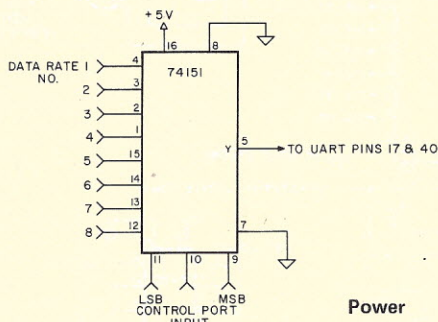 +5V
16 8
DATA RATE 1 4
NO.
74151
2 3
3 2
4 1
Y 5 TO UART PINS 17 & 40
5 15
6 14
7 13
8 12
7
11 10 9
LSB MSB
CONTROL PORT
INPUT
Power